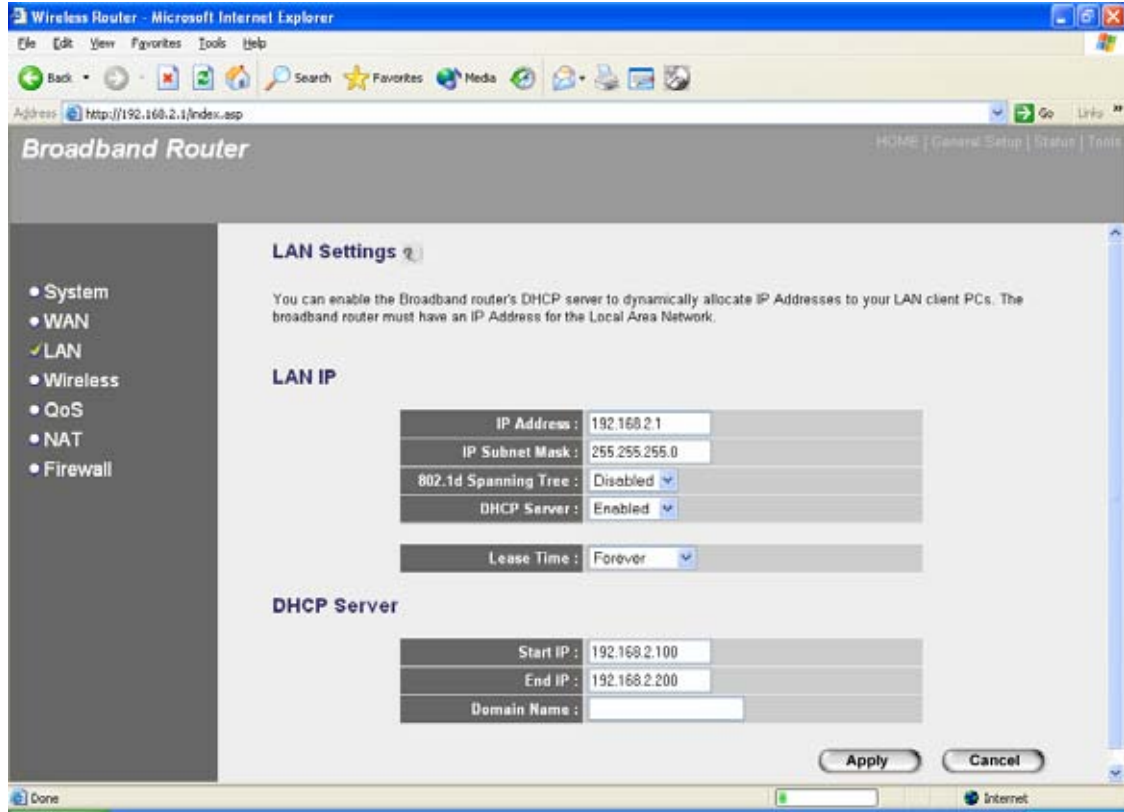 Wireless Router - Microsoft Internet Explorer
File Edit View Favorites Tools Help
Back Search Favorites Media
Address http://192.168.2.1/index.asp Go Links »
Broadband Router
HOME | General Setup | Status | Tools
System
WAN
LAN
Wireless
QoS
NAT
Firewall
LAN Settings
You can enable the Broadband router's DHCP server to dynamically allocate IP Addresses to your LAN client PCs. The
broadband router must have an IP Address for the Local Area Network.
LAN IP
IP Address : 192.168.2.1
IP Subnet Mask : 255.255.255.0
802.1d Spanning Tree : Disabled
DHCP Server : Enabled
Lease Time : Forever
DHCP Server
Start IP : 192.168.2.100
End IP : 192.168.2.200
Domain Name :
Apply Cancel
Done Internet